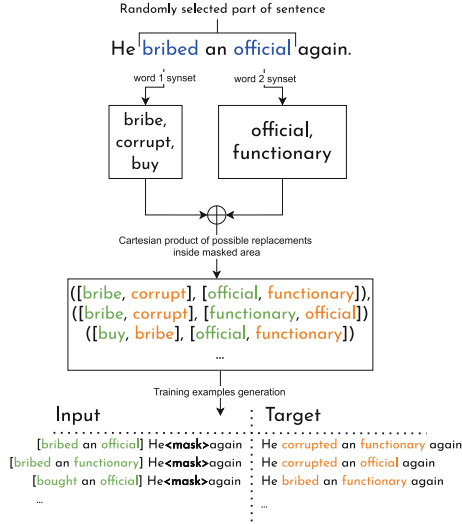 Randomly selected part of sentence
He bribed an official again.
word 1 synset
word 2 synset
bribe,
corrupt,
buy
official,
functionary
Cartesian product of possible replacements
inside masked area
([bribe, corrupt], [official, functionary]),
([bribe, corrupt], [functionary, official])
([buy, bribe], [official, functionary])
...
Training examples generation
Input
Target
[bribed an official] He<mask>again
He corrupted an functionary again
[bribed an functionary] He<mask>again
He corrupted an official again
[bought an official] He<mask>again
He bribed an functionary again
...
...